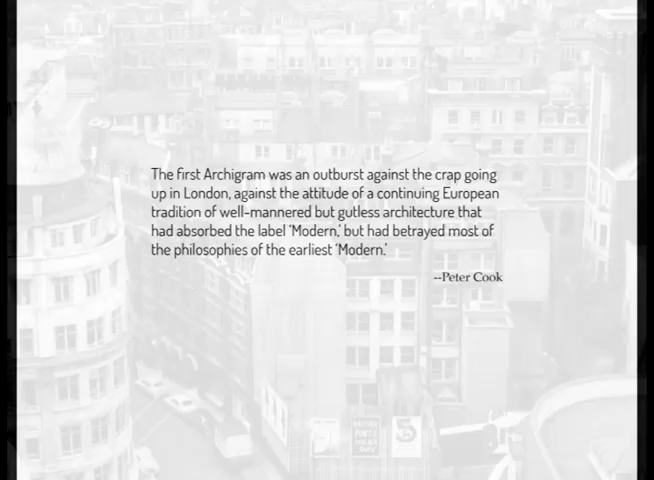 The first Archigram was an outburst against the crap going
up in London, against the attitude of a continuing European
tradition of well-mannered but gutless architecture that
had absorbed the label 'Modern,' but had betrayed most of
the philosophies of the earliest 'Modern.'
--Peter Cook